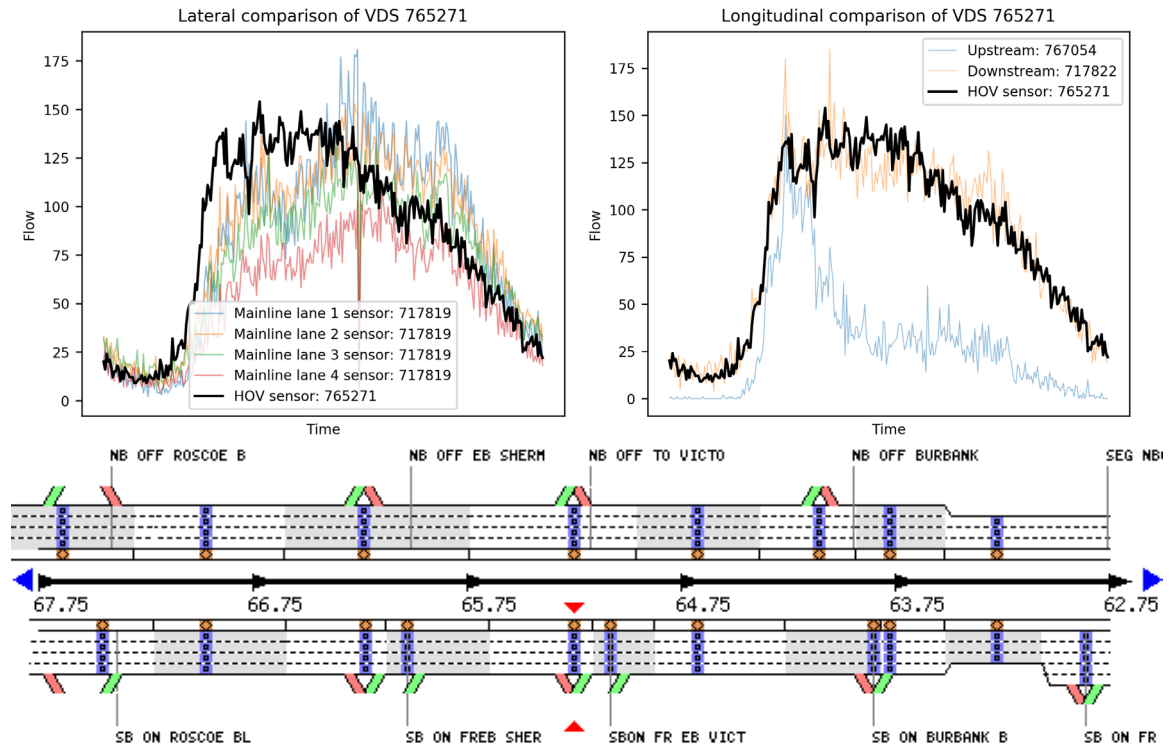 Lateral comparison of VDS 765271
Flow
175
150
125
100
75
50
25
0
Mainline lane 1 sensor: 717819
Mainline lane 2 sensor: 717819
Mainline lane 3 sensor: 717819
Mainline lane 4 sensor: 717819
HOV sensor: 765271
Time
Longitudinal comparison of VDS 765271
Flow
175
150
125
100
75
50
25
0
Upstream: 767054
Downstream: 717822
HOV sensor: 765271
Time
NB OFF ROSCOE B
NB OFF EB SHERM
NB OFF TO VICTO
NB OFF BURBANK
SEG NB
67.75
66.75
65.75
64.75
63.75
62.75
SB ON ROSCOE BL
SB ON FREB SHER
SBON FR EB VICT
SB ON BURBANK B
SB ON FR